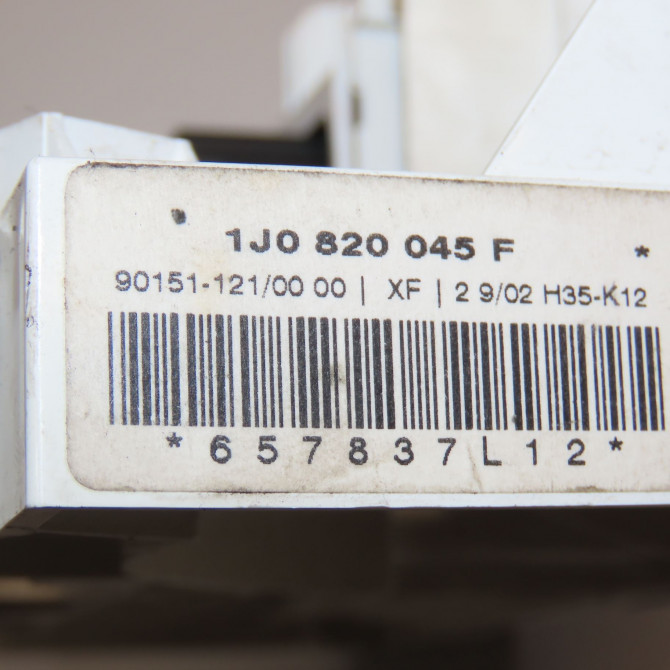 1J0 820 045 F *
90151-121/00 00 | XF | 2 9/02 H35-K12
*657837L12*